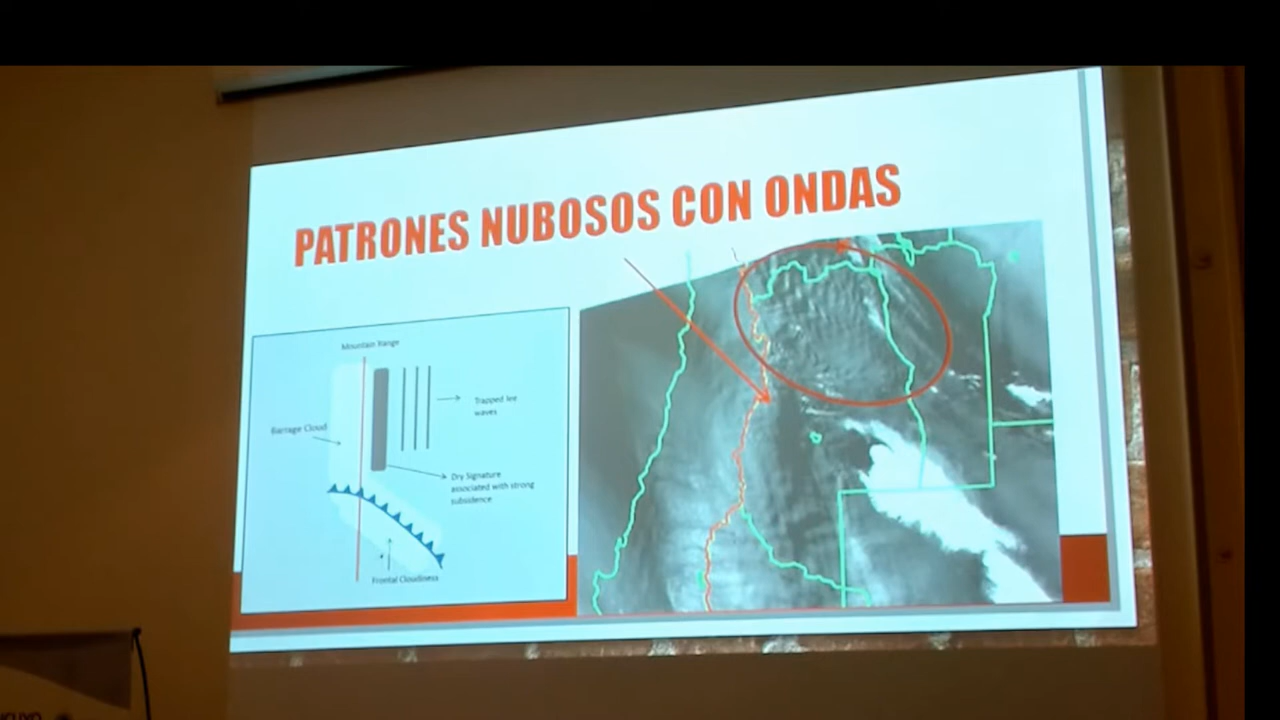 PATRONES NUBOSOS CON ONDAS
Mountain Range
Trapped lee
waves
Barrage Cloud
Dry Signature
associated with strong
subsidence
Frontal Cloudiness